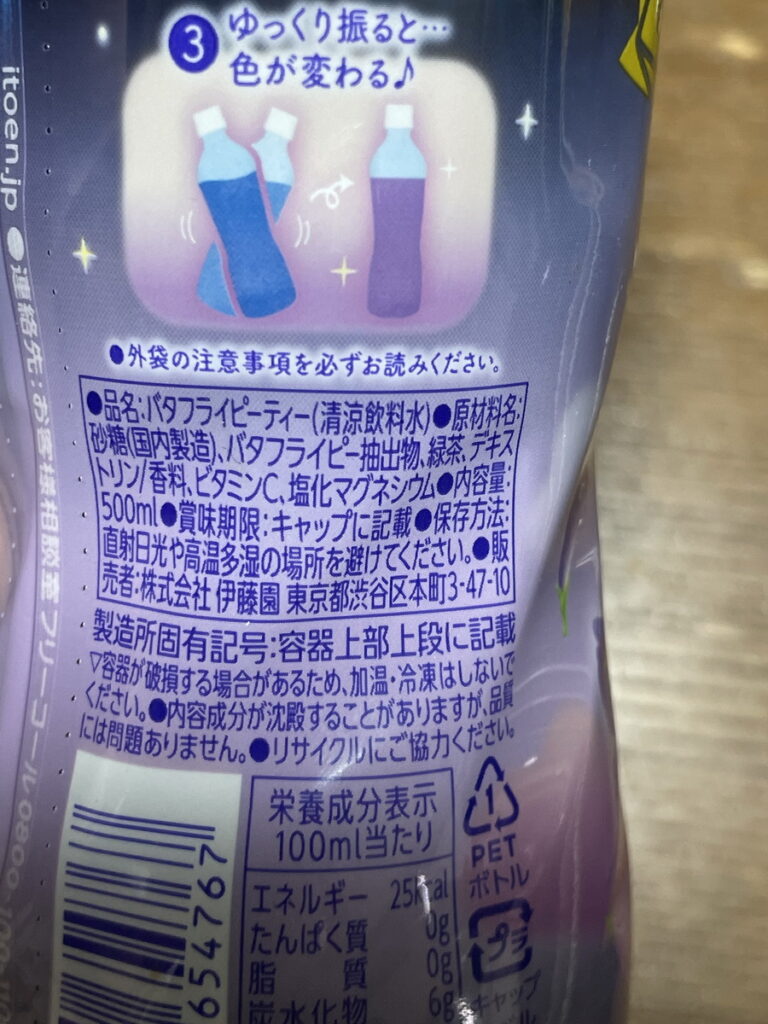 ③ ゆっくり振ると…
色が変わる♪
●外袋の注意事項を必ずお読みください。
●品名:バタフライピーティー(清涼飲料水)●原材料名:
砂糖(国内製造)、バタフライピー抽出物、緑茶、デキス
トリン/香料、ビタミンC、塩化マグネシウム●内容量:
500ml●賞味期限:キャップに記載●保存方法:
直射日光や高温多湿の場所を避けてください。●販
売者:株式会社 伊藤園 東京都渋谷区本町3-47-10
製造所固有記号:容器上部上段に記載
▽容器が破損する場合があるため、加温・冷凍はしないで
ください。●内容成分が沈殿することがありますが、品質
には問題ありません。●リサイクルにご協力ください。
栄養成分表示
100ml当たり
エネルギー 25kcal
たんぱく質 0g
脂質 0g
炭水化物 6g
1
PET
ボトル
プラ
キャップ
654767
itoen.jp ●連絡先:お客様相談室 フリーコール0800-100-